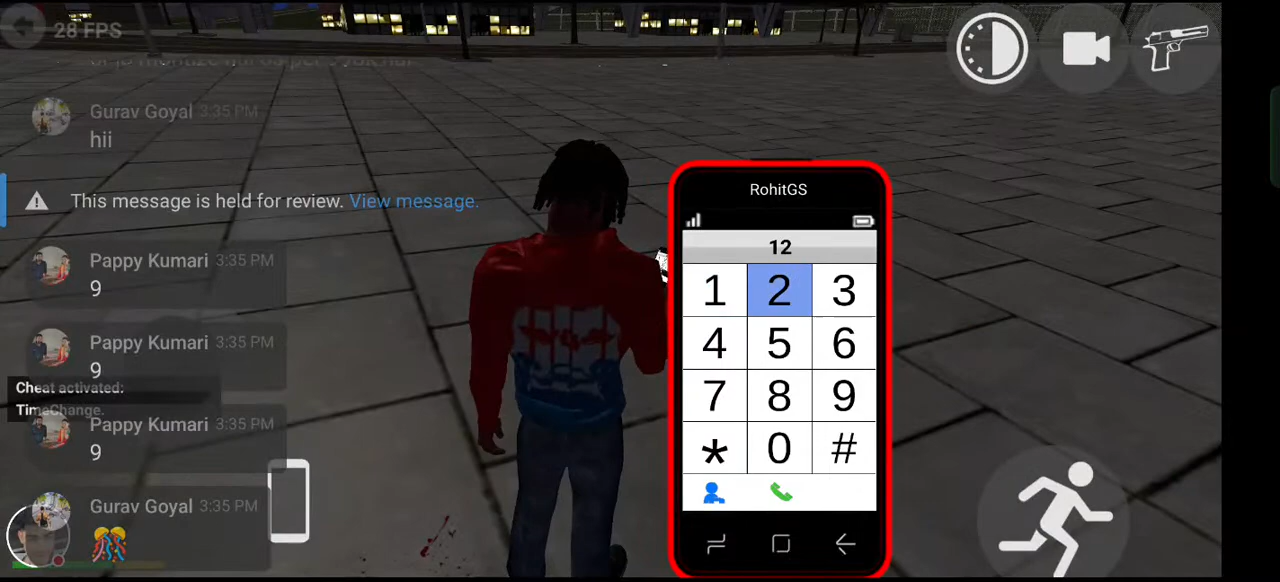 28 FPS
Gurav Goyal 3:35 PM
hii
This message is held for review. View message.
Pappy Kumari 3:35 PM
9
Pappy Kumari 3:35 PM
9
Cheat activated:
TimeChange.
Pappy Kumari 3:35 PM
9
Gurav Goyal 3:35 PM
RohitGS
12
1 2 3
4 5 6
7 8 9
* 0 #